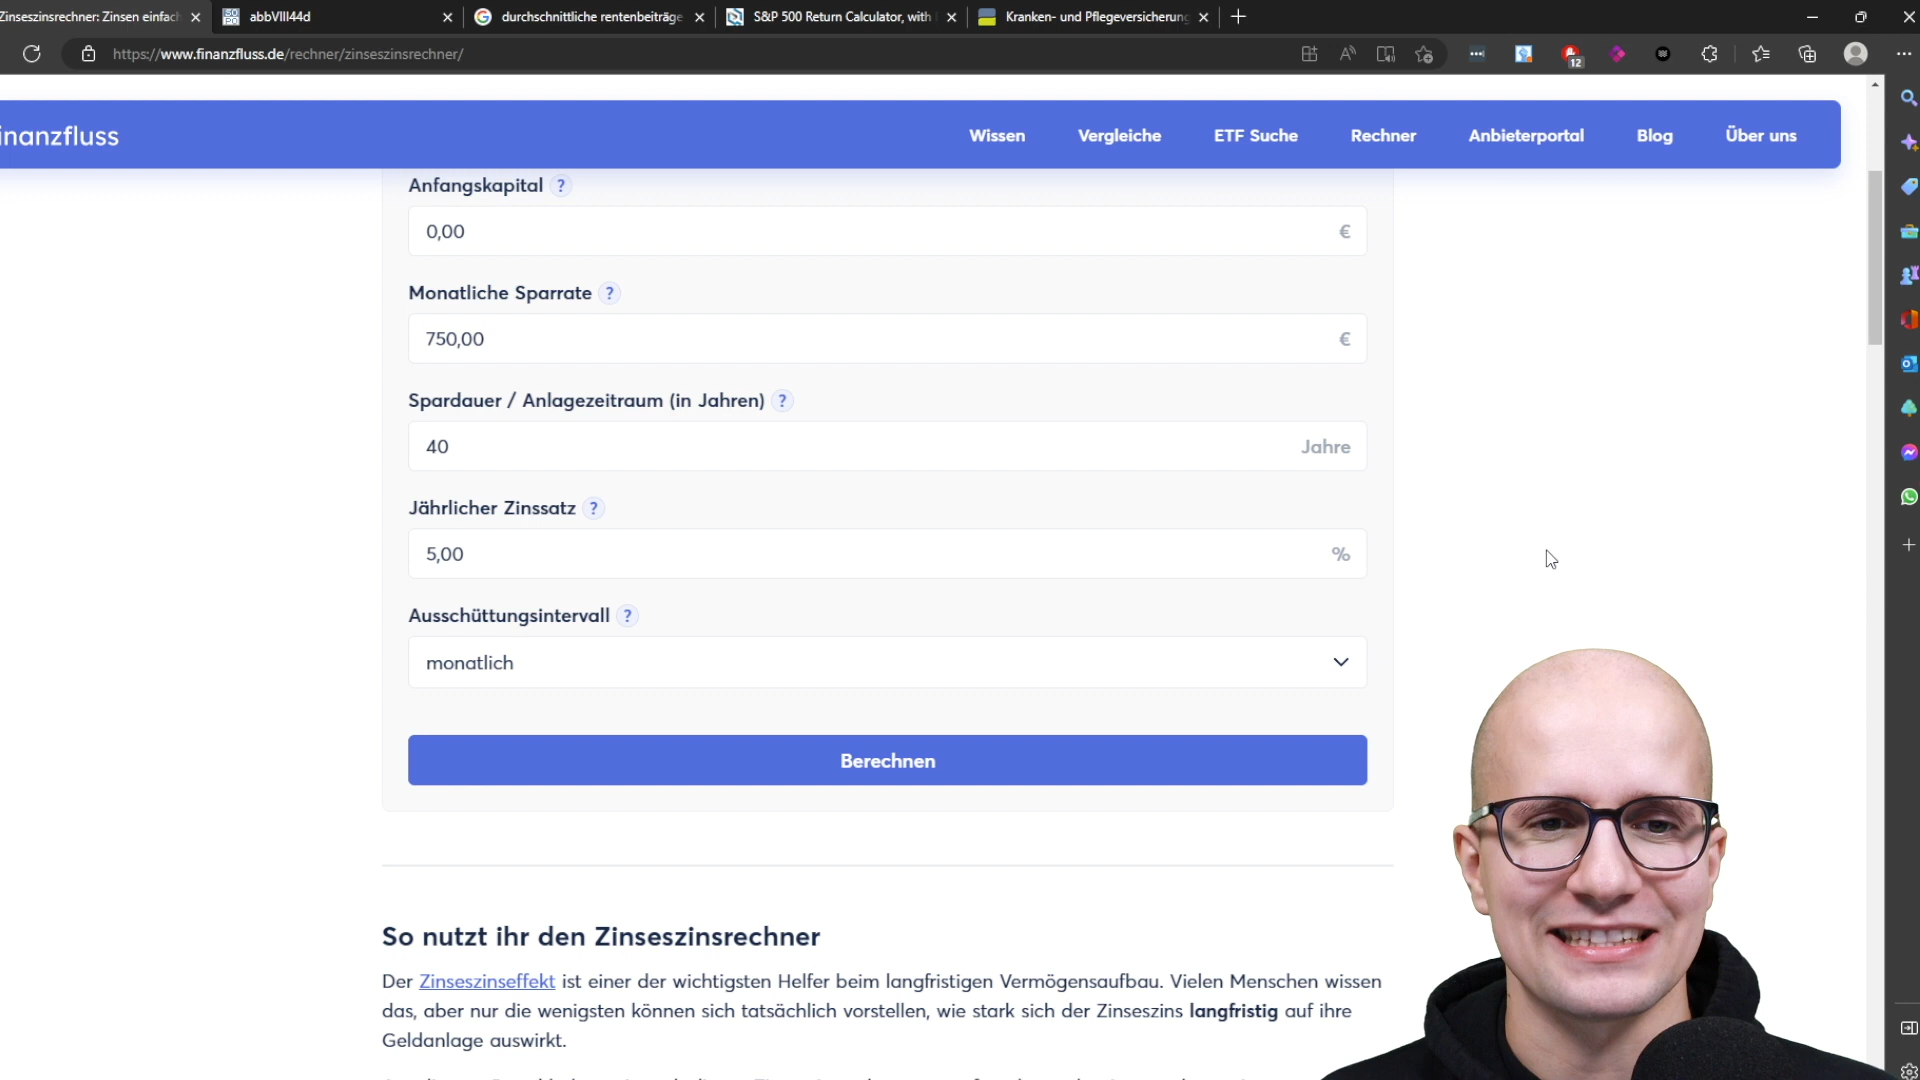 Zinseszinsrechner: Zinsen einfach
abbVIII44d
durchschnittliche rentenbeiträge
S&P 500 Return Calculator, with
Kranken- und Pflegeversicherung
https://www.finanzfluss.de/rechner/zinseszinsrechner/
12
inanzfluss
Wissen
Vergleiche
ETF Suche
Rechner
Anbieterportal
Blog
Über uns
Anfangskapital ?
0,00 €
Monatliche Sparrate ?
750,00 €
Spardauer / Anlagezeitraum (in Jahren) ?
40 Jahre
Jährlicher Zinssatz ?
5,00 %
Ausschüttungsintervall ?
monatlich
Berechnen
So nutzt ihr den Zinseszinsrechner
Der Zinseszinseffekt ist einer der wichtigsten Helfer beim langfristigen Vermögensaufbau. Vielen Menschen wissen
das, aber nur die wenigsten können sich tatsächlich vorstellen, wie stark sich der Zinseszins langfristig auf ihre
Geldanlage auswirkt.